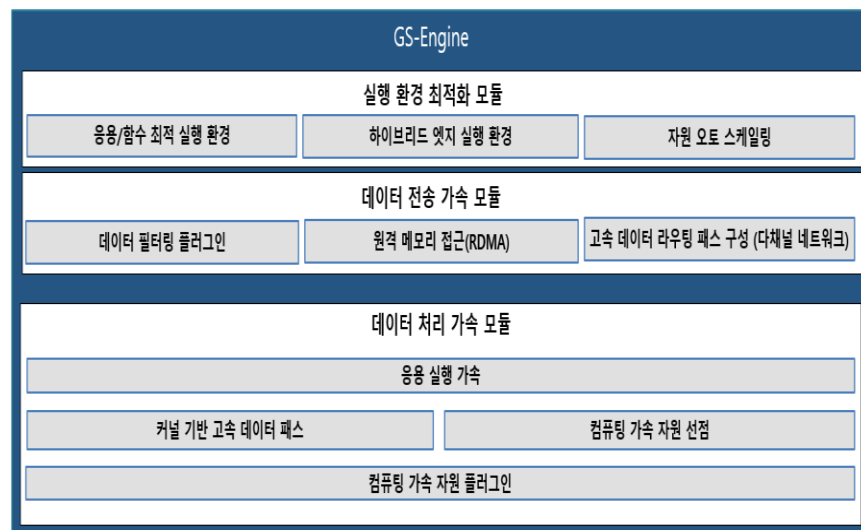 GS-Engine
실행 환경 최적화 모듈
응용/함수 최적 실행 환경
하이브리드 엣지 실행 환경
자원 오토 스케일링
데이터 전송 가속 모듈
데이터 필터링 플러그인
원격 메모리 접근(RDMA)
고속 데이터 라우팅 패스 구성 (다채널 네트워크)
데이터 처리 가속 모듈
응용 실행 가속
커널 기반 고속 데이터 패스
컴퓨팅 가속 자원 선점
컴퓨팅 가속 자원 플러그인